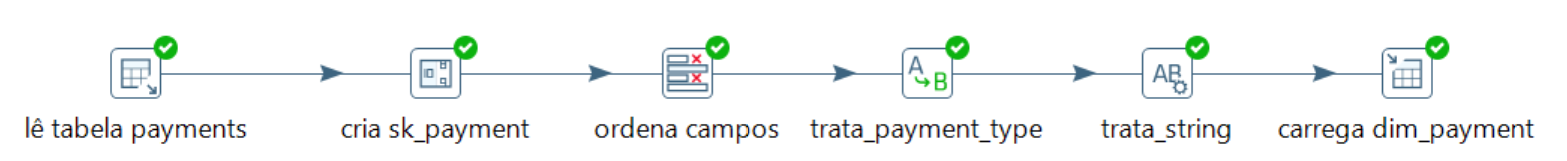 lê tabela payments
cria sk_payment
ordena campos
trata_payment_type
trata_string
carrega dim_payment